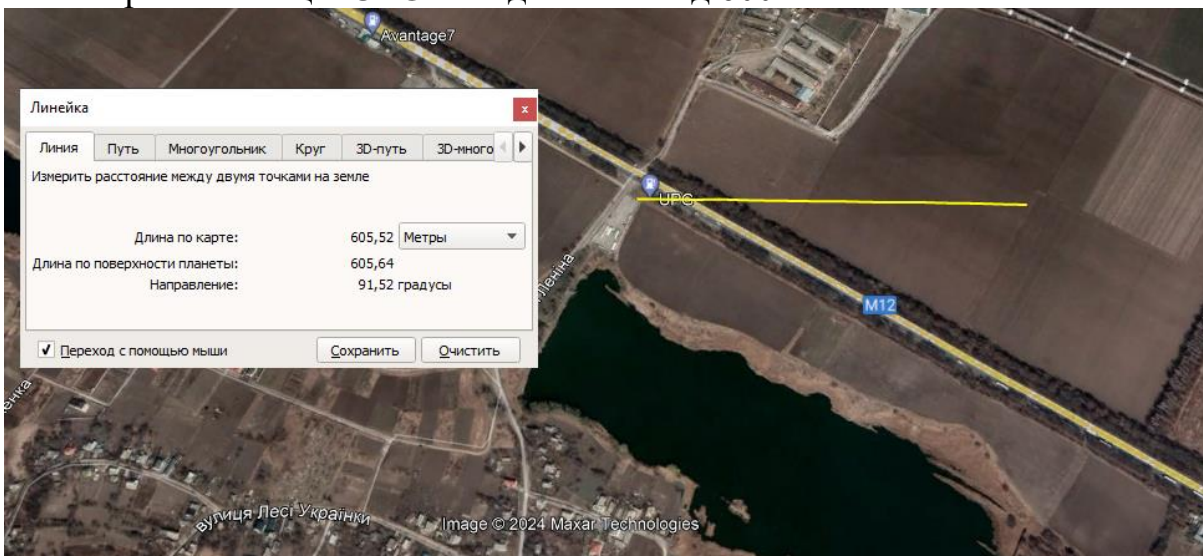 Avantage7
Линейка
x
Линия Путь Многоугольник Круг 3D-путь 3D-много
Измерить расстояние между двумя точками на земле
Длина по карте: 605,52 Метры
Длина по поверхности планеты: 605,64
Направление: 91,52 градусы
Переход с помощью мыши Сохранить Очистить
UPG
Леніна
M12
вулиця Лесі Українки
Image © 2024 Maxar Technologies